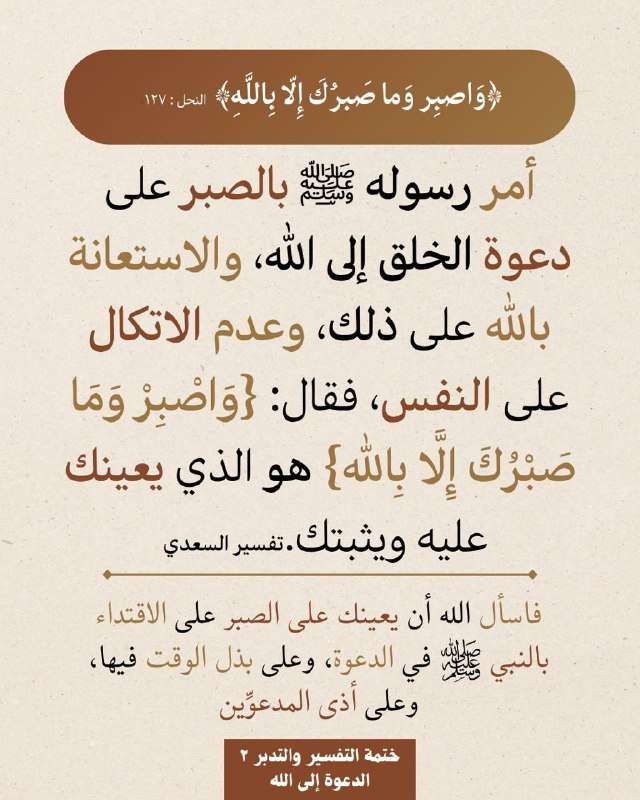 ﴿وَاصبِر وَما صَبرُكَ إِلّا بِاللَّهِ﴾ النحل : ١٢٧
أمر رسوله ﷺ بالصبر على
دعوة الخلق إلى الله، والاستعانة
بالله على ذلك، وعدم الاتكال
على النفس، فقال: {وَاصْبِرْ وَمَا
صَبْرُكَ إِلَّا بِاللهِ} هو الذي يعينك
عليه ويثبتك. تفسير السعدي
فاسأل الله أن يعينك على الصبر على الاقتداء
بالنبي ﷺ في الدعوة، وعلى بذل الوقت فيها،
وعلى أذى المدعوِّين
ختمة التفسير والتدبر ٢
الدعوة إلى الله